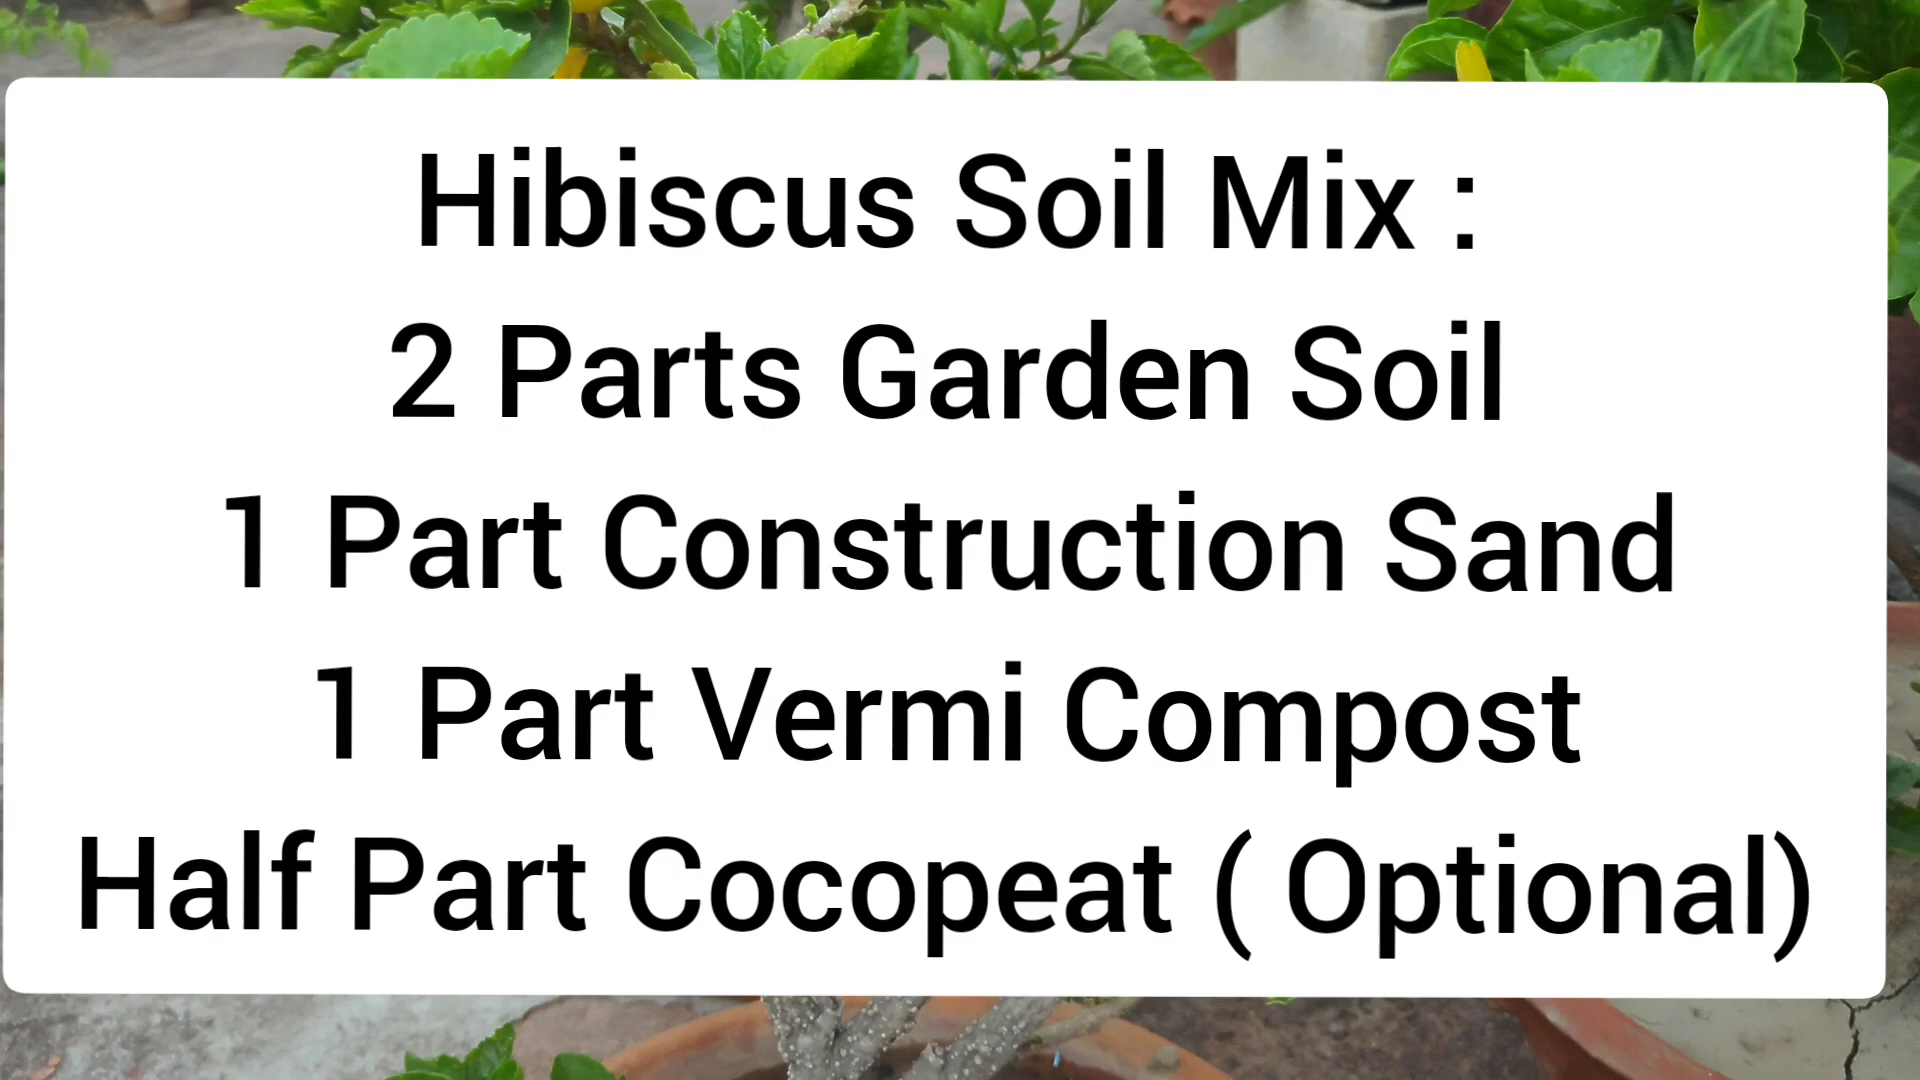 Hibiscus Soil Mix :
2 Parts Garden Soil
1 Part Construction Sand
1 Part Vermi Compost
Half Part Cocopeat ( Optional)